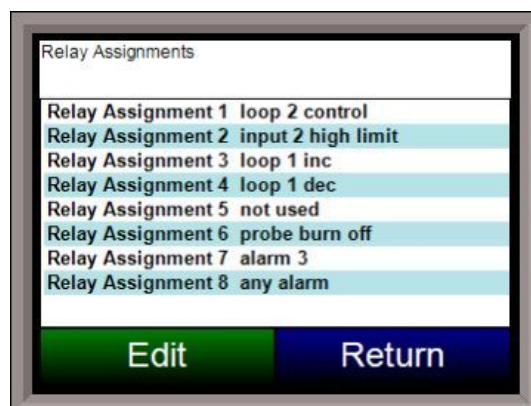 Relay Assignments
Relay Assignment 1 loop 2 control
Relay Assignment 2 input 2 high limit
Relay Assignment 3 loop 1 inc
Relay Assignment 4 loop 1 dec
Relay Assignment 5 not used
Relay Assignment 6 probe burn off
Relay Assignment 7 alarm 3
Relay Assignment 8 any alarm
Edit Return